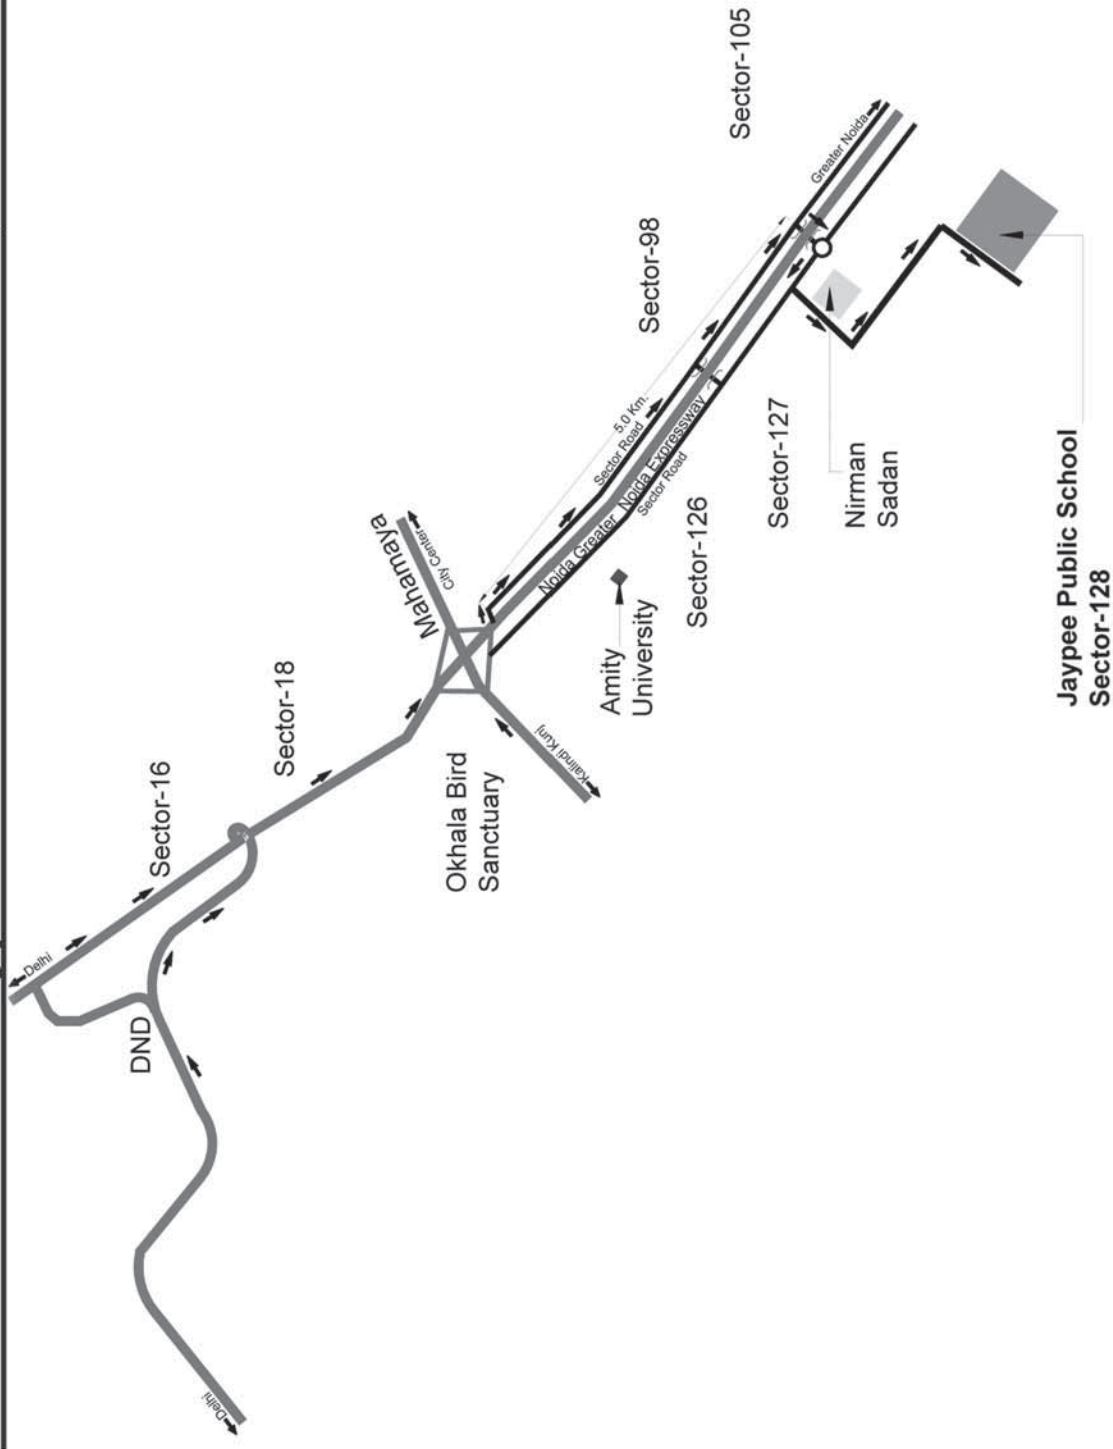 Delhi
Delhi
DND
Sector-16
Sector-18
Okhala Bird
Sanctuary
Mahamaya
City Center
Kalindi Kunj
Amity
University
Noida Greater Noida Expressway
Sector Road
Sector Road
5.0 Km.
Sector-126
Sector-127
Nirman
Sadan
Sector-98
Sector-105
Greater Noida
Jaypee Public School
Sector-128